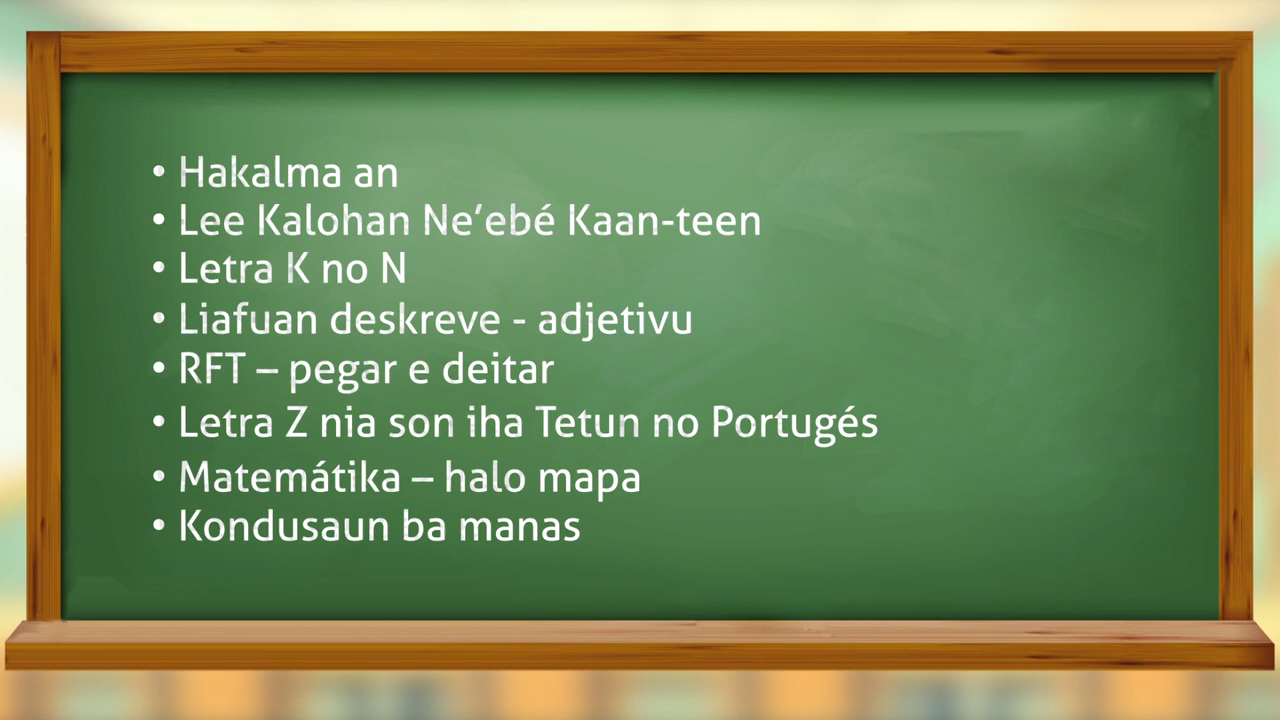 • Hakalma an
• Lee Kalohan Ne’ebé Kaan-teen
• Letra K no N
• Liafuan deskreve - adjetivu
• RFT – pegar e deitar
• Letra Z nia son iha Tetun no Portugés
• Matemátika – halo mapa
• Kondusaun ba manas